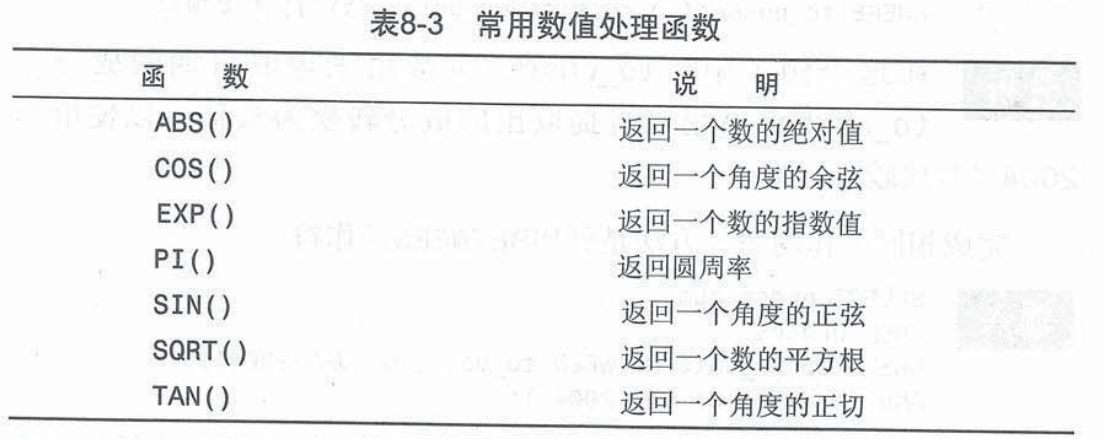 表8-3 常用数值处理函数
函 数 说 明
ABS() 返回一个数的绝对值
COS() 返回一个角度的余弦
EXP() 返回一个数的指数值
PI() 返回圆周率
SIN() 返回一个角度的正弦
SQRT() 返回一个数的平方根
TAN() 返回一个角度的正切